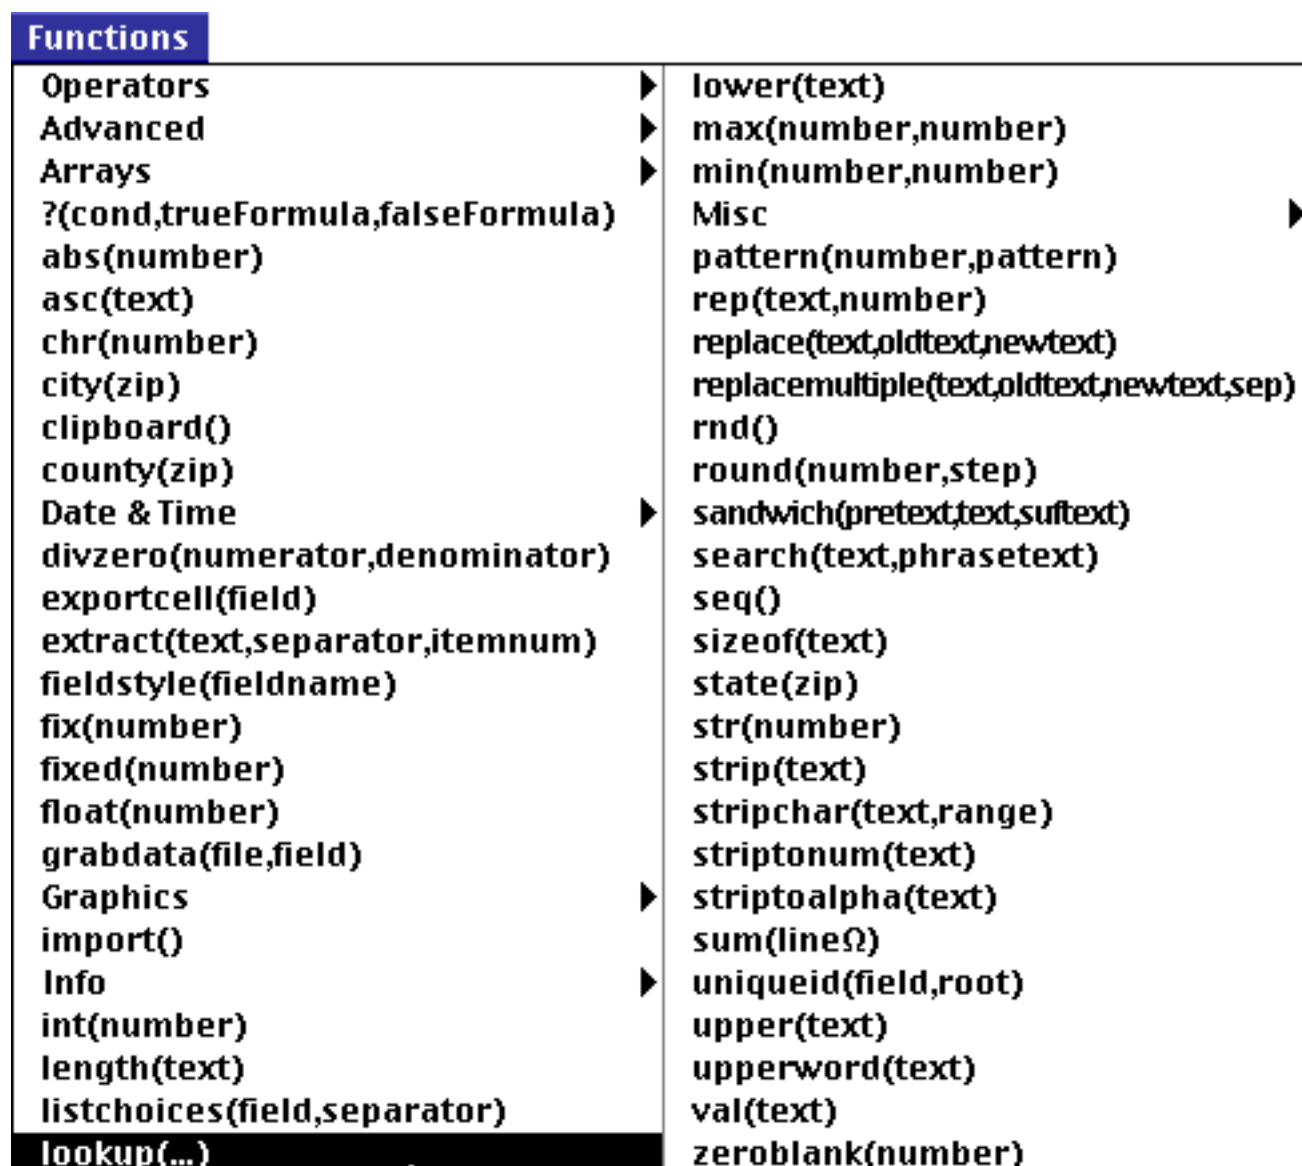 Functions
Operators
Advanced
Arrays
?(cond,trueFormula,falseFormula)
abs(number)
asc(text)
chr(number)
city(zip)
clipboard()
county(zip)
Date & Time
divzero(numerator,denominator)
exportcell(field)
extract(text,separator,itemnum)
fieldstyle(fieldname)
fix(number)
fixed(number)
float(number)
grabdata(file,field)
Graphics
import()
Info
int(number)
length(text)
listchoices(field,separator)
lookup(...)
lower(text)
max(number,number)
min(number,number)
Misc
pattern(number,pattern)
rep(text,number)
replace(text,oldtext,newtext)
replacemultiple(text,oldtext,newtext,sep)
rnd()
round(number,step)
sandwich(pretext,text,suftext)
search(text,phrasetext)
seq()
sizeof(text)
state(zip)
str(number)
strip(text)
stripchar(text,range)
striptonum(text)
striptoalpha(text)
sum(lineΩ)
uniqueid(field,root)
upper(text)
upperword(text)
val(text)
zeroblank(number)